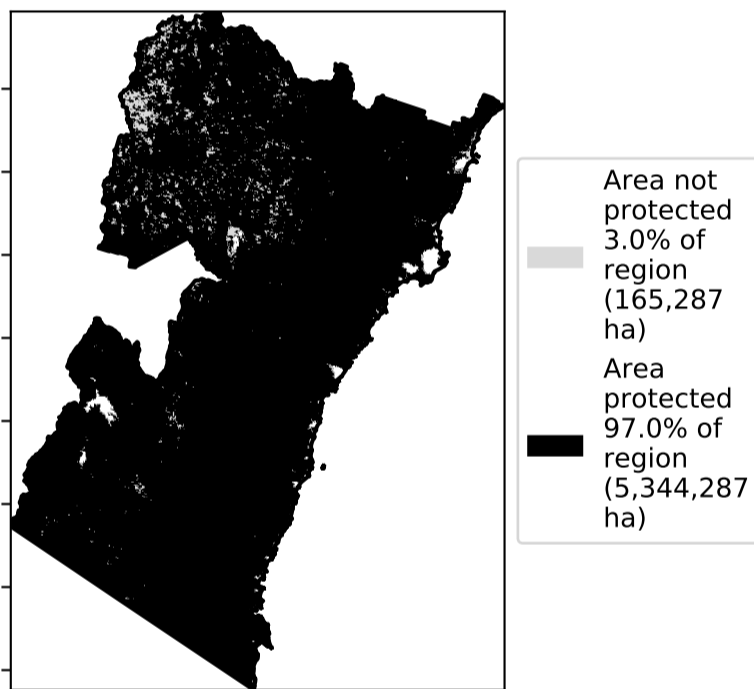 Area not
protected
3.0% of
region
(165,287
ha)
Area
protected
97.0% of
region
(5,344,287
ha)